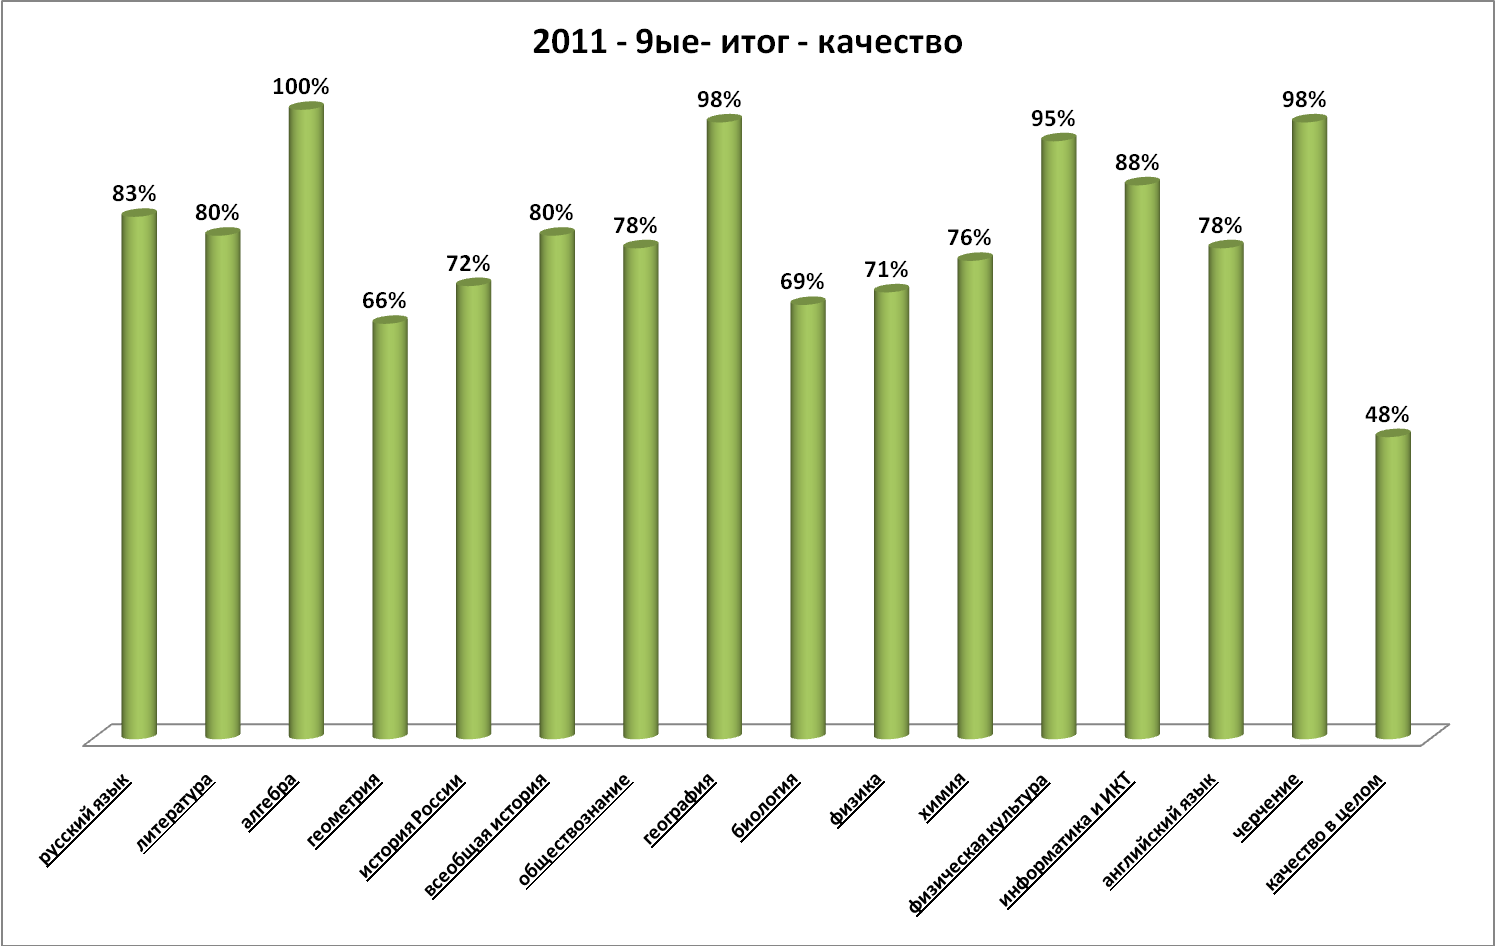 2011 - 9ые- итог - качество
83%
80%
100%
66%
72%
80%
78%
98%
69%
71%
76%
95%
88%
78%
98%
48%
русский язык
литература
алгебра
геометрия
история России
всеобщая история
обществознание
география
биология
физика
химия
физическая культура
информатика и ИКТ
английский язык
черчение
качество в целом